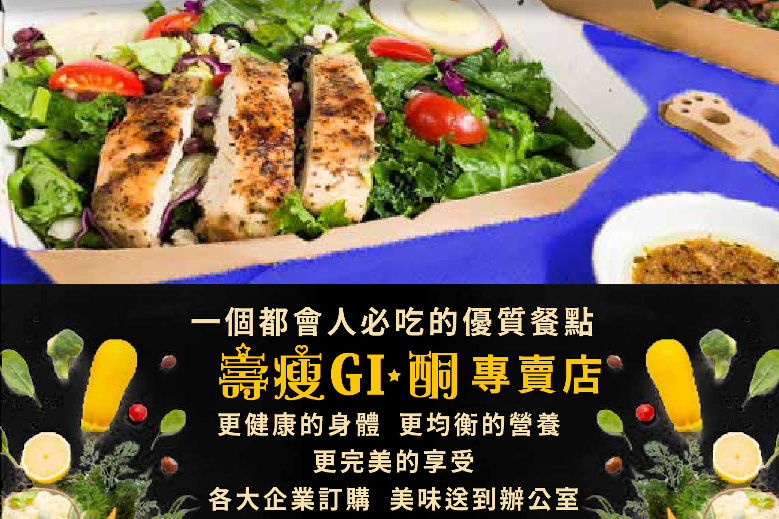 一個都會人必吃的優質餐點
壽瘦GI★酮 專賣店
更健康的身體 更均衡的營養
更完美的享受
各大企業訂購 美味送到辦公室